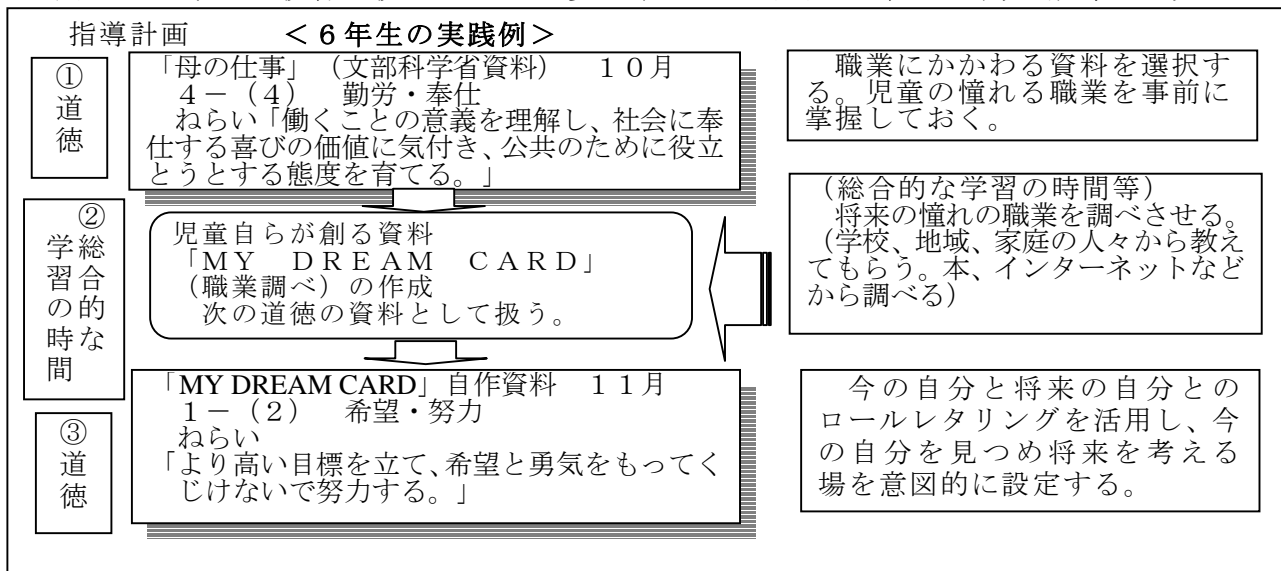 指導計画 <6年生の実践例>
①道徳
「母の仕事」(文部科学省資料) 10月
4-(4) 勤労・奉仕
ねらい「働くことの意義を理解し、社会に奉
仕する喜びの価値に気付き、公共のために役立
とうとする態度を育てる。」
職業にかかわる資料を選択す
る。児童の憧れる職業を事前に
掌握しておく。
②総合的な
学習の時間
児童自らが創る資料
「MY DREAM CARD」
(職業調べ)の作成
次の道徳の資料として扱う。
(総合的な学習の時間等)
将来の憧れの職業を調べさせる。
(学校、地域、家庭の人々から教え
てもらう。本、インターネットなど
から調べる)
③道徳
「MY DREAM CARD」自作資料 11月
1-(2) 希望・努力
ねらい
「より高い目標を立て、希望と勇気をもってく
じけないで努力する。」
今の自分と将来の自分との
ロールレタリングを活用し、今
の自分を見つめ将来を考える
場を意図的に設定する。